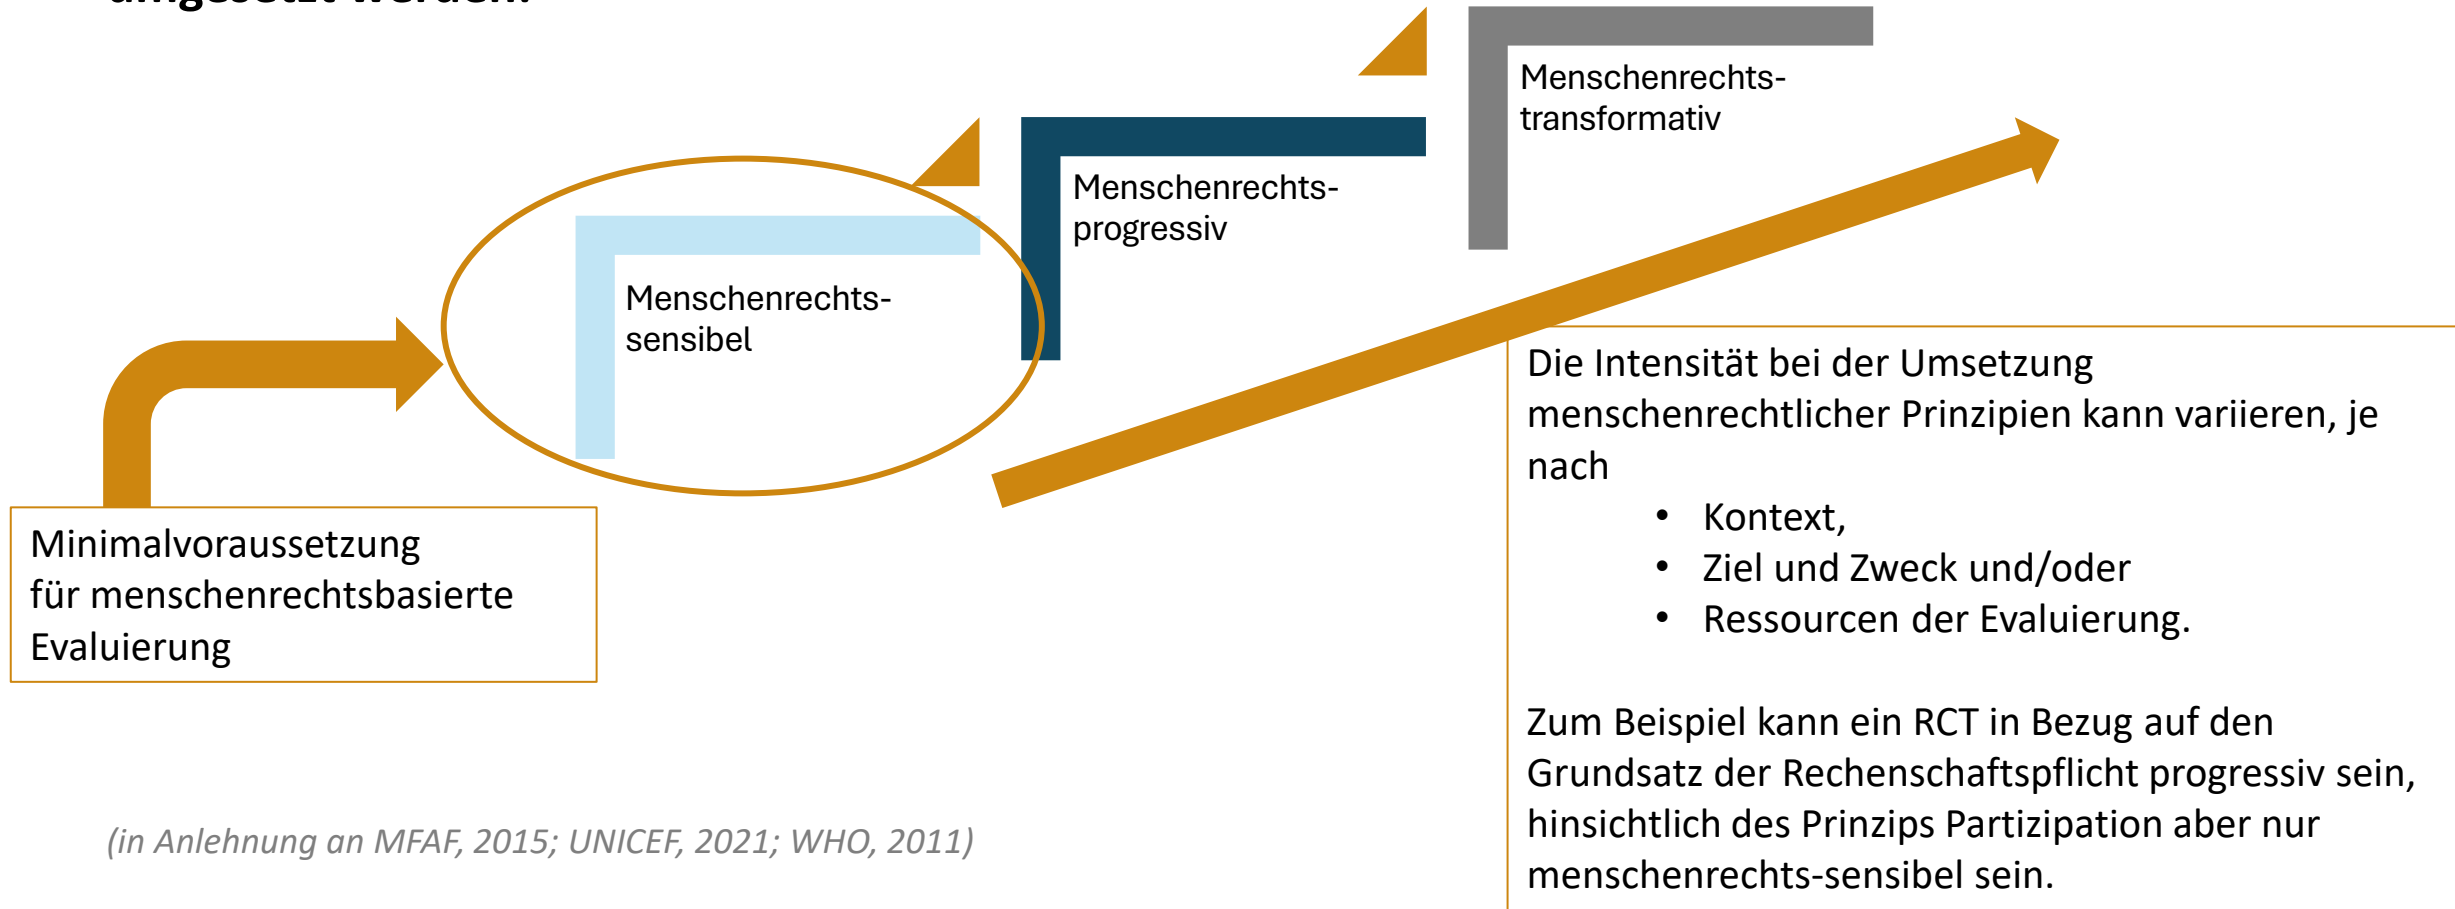 umgesetzt werden.
Menschenrechts-
transformativ
Menschenrechts-
progressiv
Menschenrechts-
sensibel
Minimalvoraussetzung
für menschenrechtsbasierte
Evaluierung
Die Intensität bei der Umsetzung
menschenrechtlicher Prinzipien kann variieren, je
nach
• Kontext,
• Ziel und Zweck und/oder
• Ressourcen der Evaluierung.
Zum Beispiel kann ein RCT in Bezug auf den
Grundsatz der Rechenschaftspflicht progressiv sein,
hinsichtlich des Prinzips Partizipation aber nur
menschenrechts-sensibel sein.
(in Anlehnung an MFAF, 2015; UNICEF, 2021; WHO, 2011)